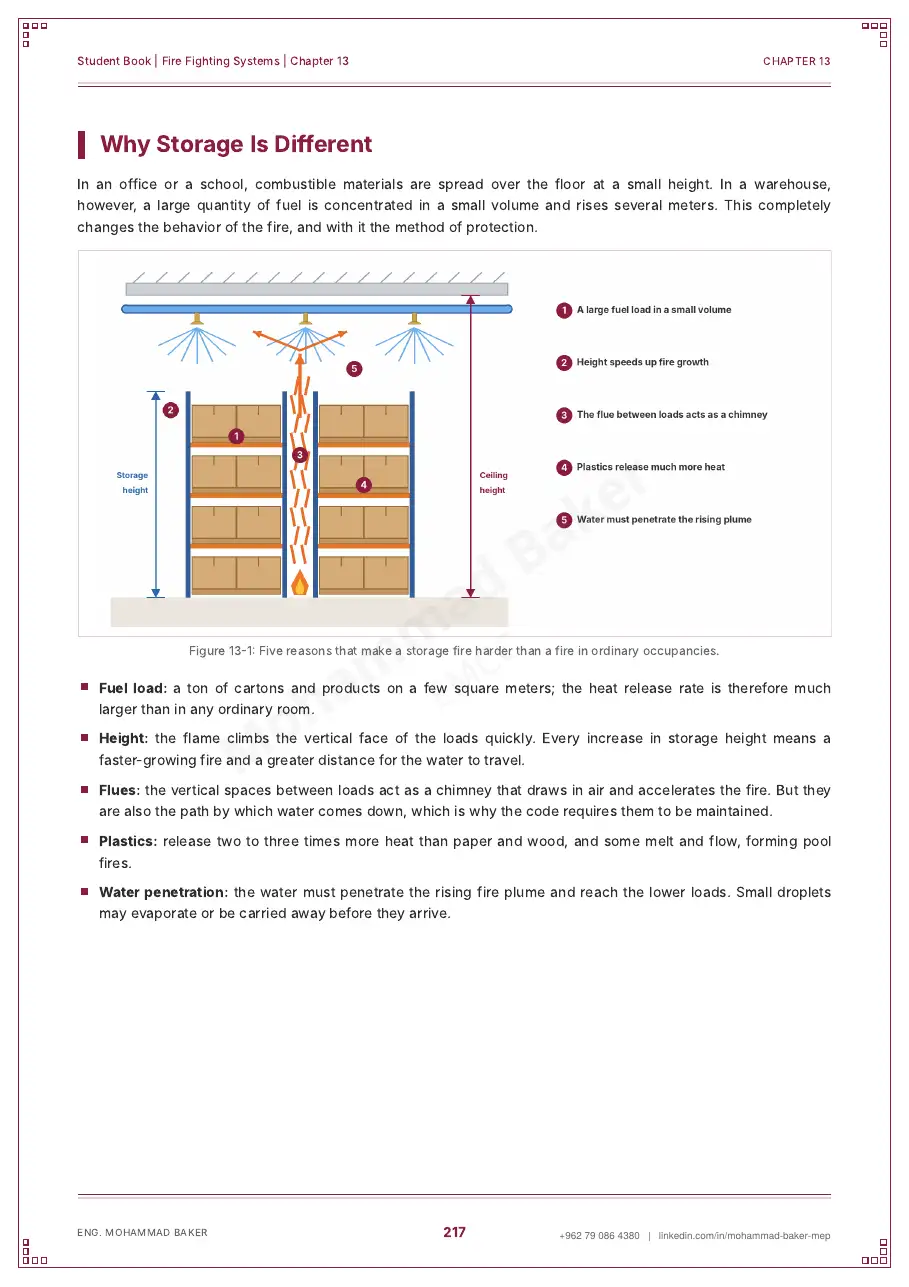 Student Book | Fire Fighting Systems | Chapter 13
CHAPTER 13
Why Storage Is Different
In an office or a school, combustible materials are spread over the floor at a small height. In a warehouse,
however, a large quantity of fuel is concentrated in a small volume and rises several meters. This completely
changes the behavior of the fire, and with it the method of protection.
1 A large fuel load in a small volume
5
2 Height speeds up fire growth
2
1
3 The flue between loads acts as a chimney
3
4 Plastics release much more heat
4
Storage
height
Ceiling
height
5 Water must penetrate the rising plume
Mohammad Baker
Figure 13-1: Five reasons that make a storage fire harder than a fire in ordinary occupancies.
Fuel load: a ton of cartons and products on a few square meters; the heat release rate is therefore much
larger than in any ordinary room.
Height: the flame climbs the vertical face of the loads quickly. Every increase in storage height means a
faster-growing fire and a greater distance for the water to travel.
Flues: the vertical spaces between loads act as a chimney that draws in air and accelerates the fire. But they
are also the path by which water comes down, which is why the code requires them to be maintained.
Plastics: release two to three times more heat than paper and wood, and some melt and flow, forming pool
fires.
Water penetration: the water must penetrate the rising fire plume and reach the lower loads. Small droplets
may evaporate or be carried away before they arrive.
ENG. MOHAMMAD BAKER
217
+962 79 086 4380 | linkedin.com/in/mohammad-baker-mep